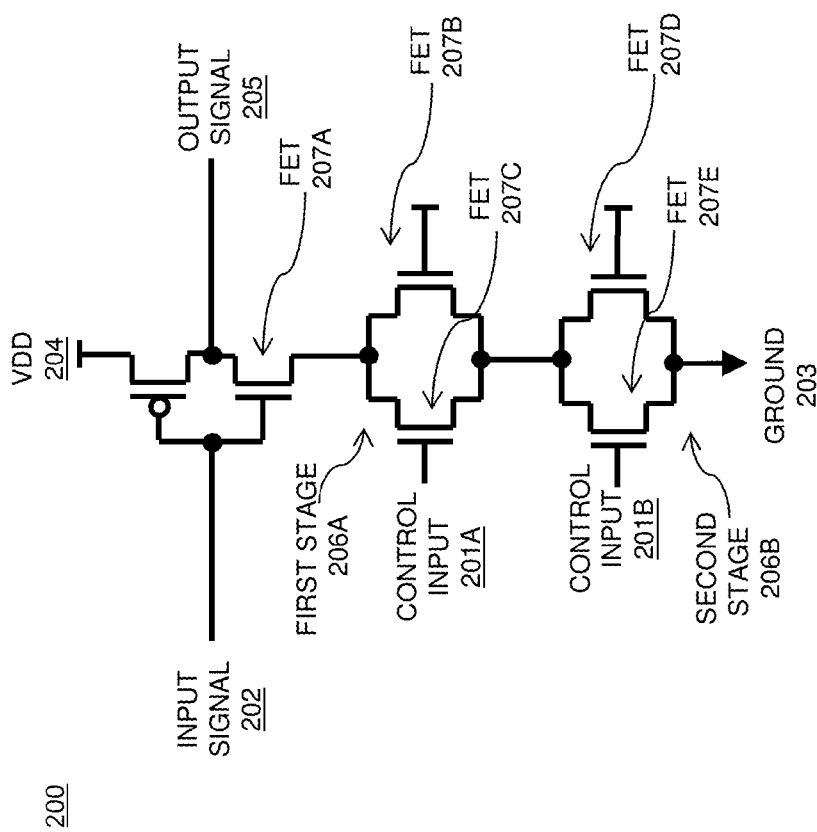 200
VDD
204
INPUT
SIGNAL
202
OUTPUT
SIGNAL
205
FET
207A
FIRST STAGE
206A
FET
207B
FET
207C
CONTROL
INPUT
201A
FET
207D
FET
207E
CONTROL
INPUT
201B
SECOND
STAGE
206B
GROUND
203